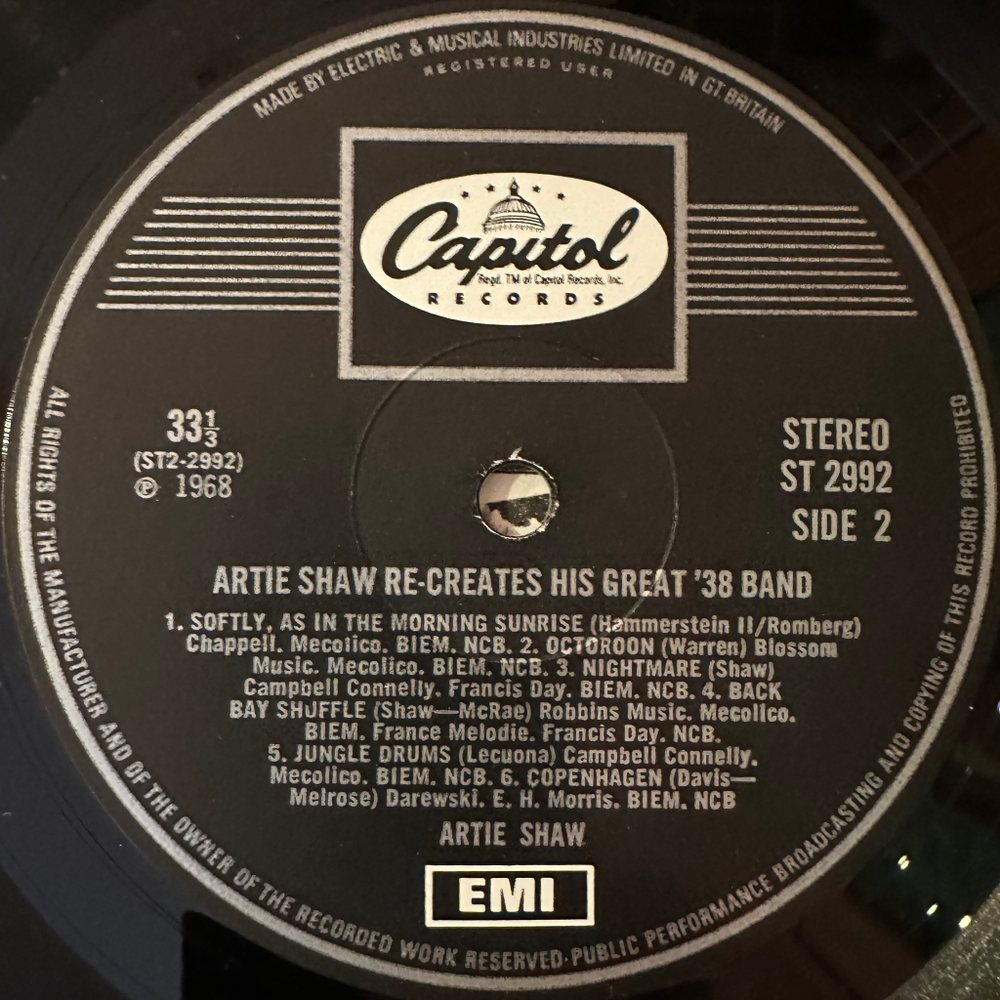 MADE BY ELECTRIC & MUSICAL INDUSTRIES LIMITED IN GT. BRITAIN
REGISTERED USER
Capitol
Regd. TM of Capitol Records, Inc.
RECORDS
33⅓
(ST2-2992)
℗ 1968
STEREO
ST 2992
SIDE 2
ARTIE SHAW RE-CREATES HIS GREAT '38 BAND
1. SOFTLY, AS IN THE MORNING SUNRISE (Hammerstein II/Romberg)
Chappell. Mecolico. BIEM. NCB. 2. OCTOROON (Warren) Blossom
Music. Mecolico. BIEM. NCB. 3. NIGHTMARE (Shaw)
Campbell Connelly. Francis Day. BIEM. NCB. 4. BACK
BAY SHUFFLE (Shaw—McRae) Robbins Music. Mecolico.
BIEM. France Melodie. Francis Day. NCB.
5. JUNGLE DRUMS (Lecuona) Campbell Connelly.
Mecolico. BIEM. NCB. 6. COPENHAGEN (Davis—
Melrose) Darewski. E. H. Morris. BIEM. NCB
ARTIE SHAW
EMI
ALL RIGHTS OF THE MANUFACTURER AND OF THE OWNER OF THE RECORDED WORK RESERVED·PUBLIC PERFORMANCE BROADCASTING AND COPYING OF THIS RECORD PROHIBITED